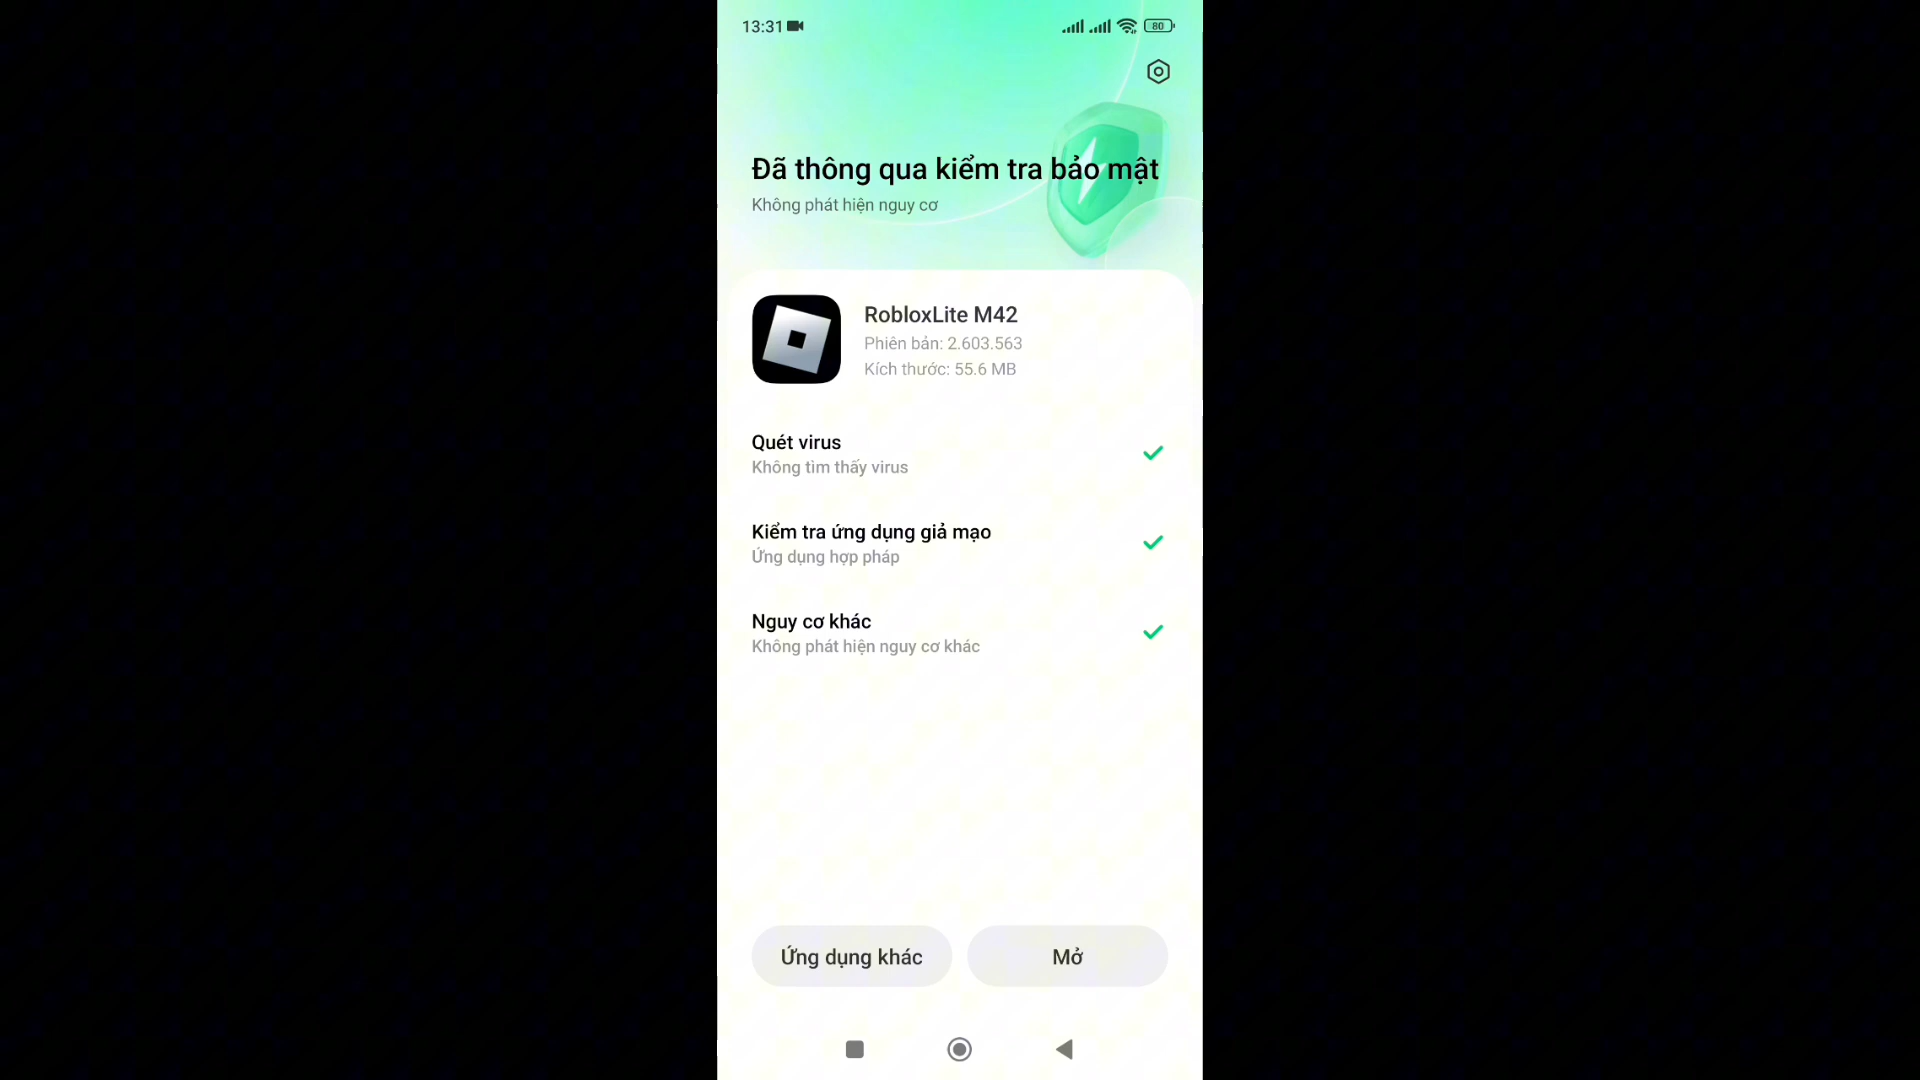 13:31
80
Đã thông qua kiểm tra bảo mật
Không phát hiện nguy cơ
RobloxLite M42
Phiên bản: 2.603.563
Kích thước: 55.6 MB
Quét virus
Không tìm thấy virus
Kiểm tra ứng dụng giả mạo
Ứng dụng hợp pháp
Nguy cơ khác
Không phát hiện nguy cơ khác
Ứng dụng khác
Mở